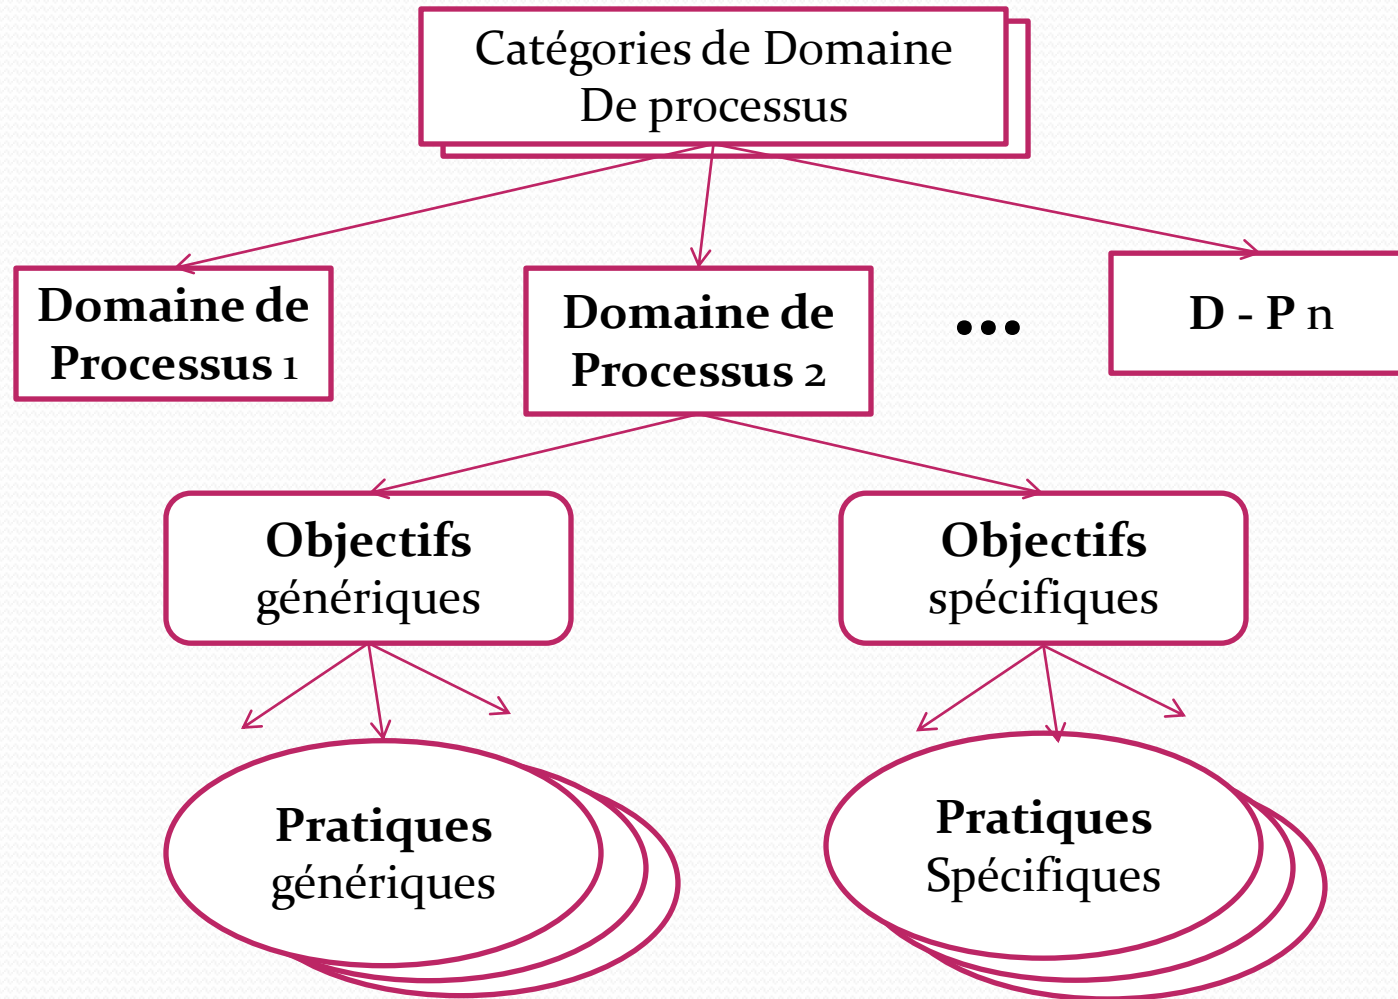 Catégories de Domaine
De processus
Domaine de
Processus 1
Domaine de
Processus 2
•••
D - P n
Objectifs
génériques
Objectifs
spécifiques
Pratiques
génériques
Pratiques
Spécifiques